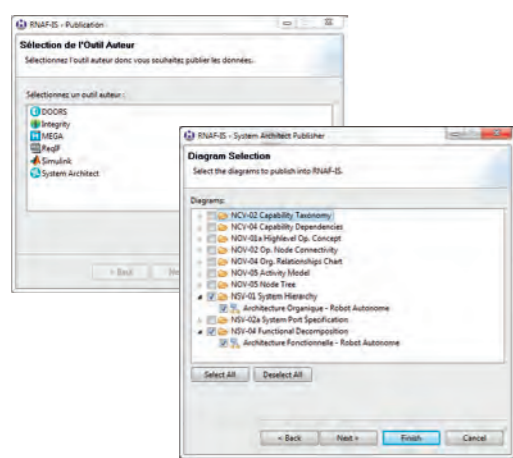 RNAF-IS - Publication
Sélection de l'Outil Auteur
Sélectionnez l'outil auteur donc vous souhaitez publier les données.
Sélectionnez un outil auteur :
DOORS
Integrity
MEGA
ReqIF
Simulink
System Architect
< Back
RNAF-IS - System Architect Publisher
Diagram Selection
Select the diagrams to publish into RNAF-IS.
Diagrams:
NCV-02 Capability Taxonomy
NCV-04 Capability Dependencies
NOV-01a Highlevel Op. Concept
NOV-02 Op. Node Connectivity
NOV-04 Org. Relationships Chart
NOV-05 Activity Model
NOV-05 Node Tree
NSV-01 System Hierarchy
Architecture Organique - Robot Autonome
NSV-02a System Port Specification
NSV-04 Functional Decomposition
Architecture Fonctionnelle - Robot Autonome
Select All Deselect All
< Back Next > Finish Cancel